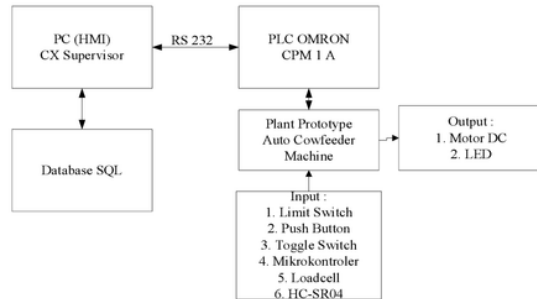 PC (HMI)
CX Supervisor
RS 232
PLC OMRON
CPM 1 A
Database SQL
Plant Prototype
Auto Cowfeeder
Machine
Output :
1. Motor DC
2. LED
Input :
1. Limit Switch
2. Push Button
3. Toggle Switch
4. Mikrokontroler
5. Loadcell
6. HC-SR04